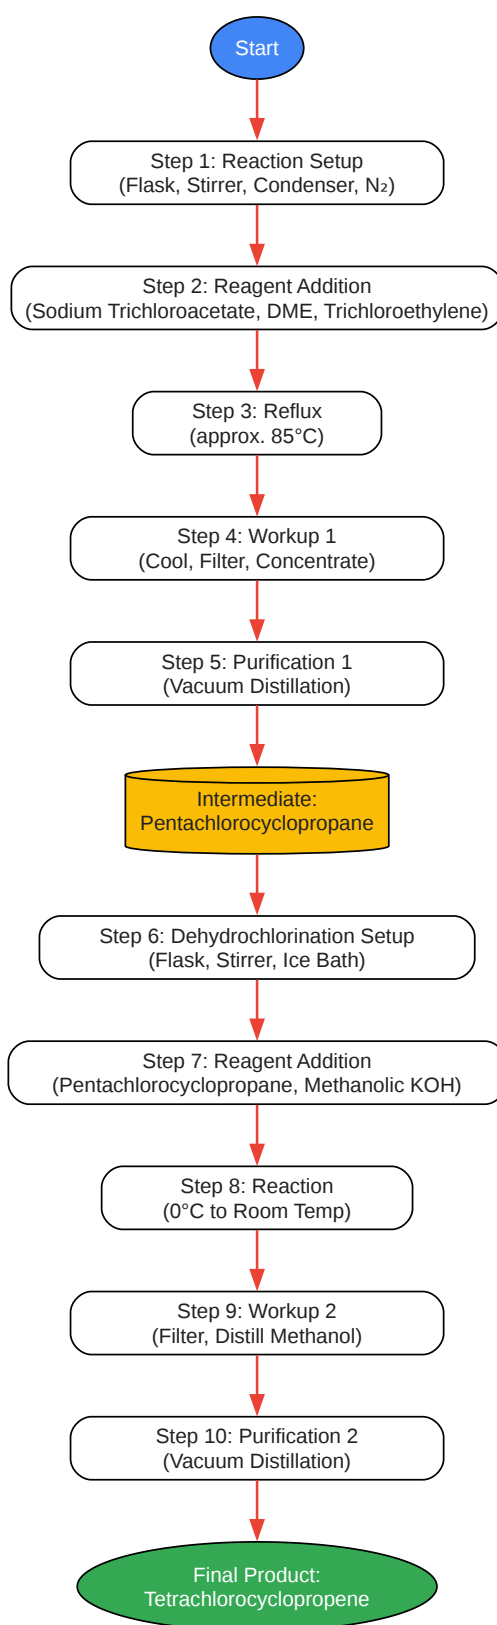 Start
Step 1: Reaction Setup
(Flask, Stirrer, Condenser, N₂)
Step 2: Reagent Addition
(Sodium Trichloroacetate, DME, Trichloroethylene)
Step 3: Reflux
(approx. 85°C)
Step 4: Workup 1
(Cool, Filter, Concentrate)
Step 5: Purification 1
(Vacuum Distillation)
Intermediate:
Pentachlorocyclopropane
Step 6: Dehydrochlorination Setup
(Flask, Stirrer, Ice Bath)
Step 7: Reagent Addition
(Pentachlorocyclopropane, Methanolic KOH)
Step 8: Reaction
(0°C to Room Temp)
Step 9: Workup 2
(Filter, Distill Methanol)
Step 10: Purification 2
(Vacuum Distillation)
Final Product:
Tetrachlorocyclopropene